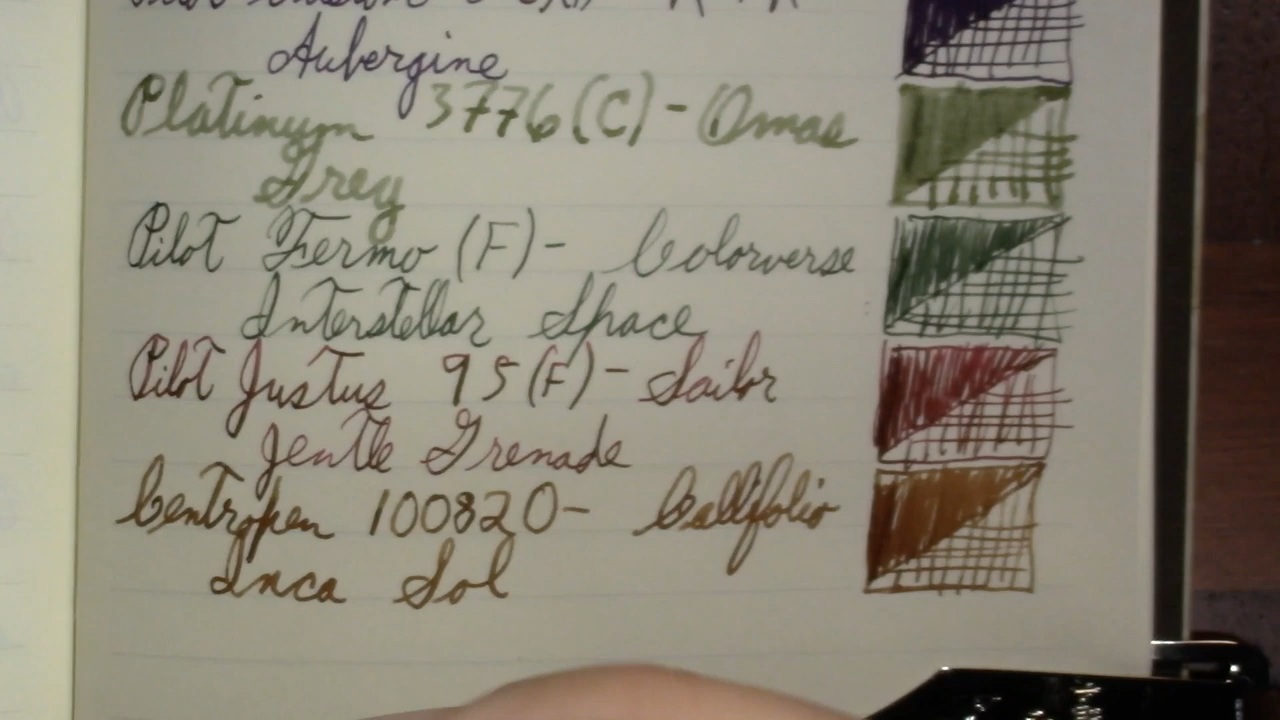 Aubergine
Platinum 3776 (C) - Omas
Grey
Pilot Fermo (F) - Colorverse
Interstellar Space
Pilot Justus 95 (F) - Sailor
Jentle Grenade
Centropen 100820 - Callifolio
Inca Sol